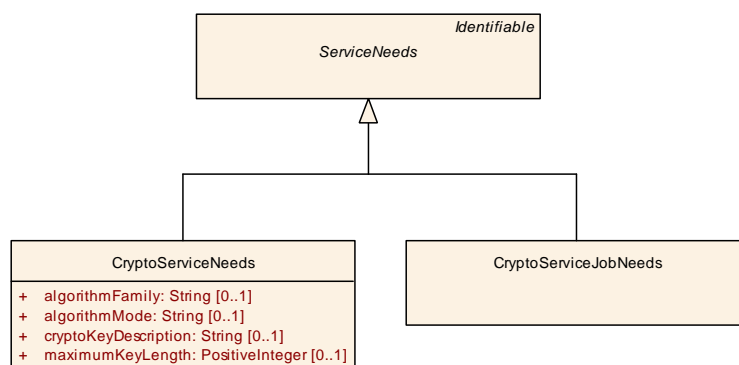 Identifiable
ServiceNeeds
CryptoServiceNeeds
+ algorithmFamily: String [0..1]
+ algorithmMode: String [0..1]
+ cryptoKeyDescription: String [0..1]
+ maximumKeyLength: PositiveInteger [0..1]
CryptoServiceJobNeeds